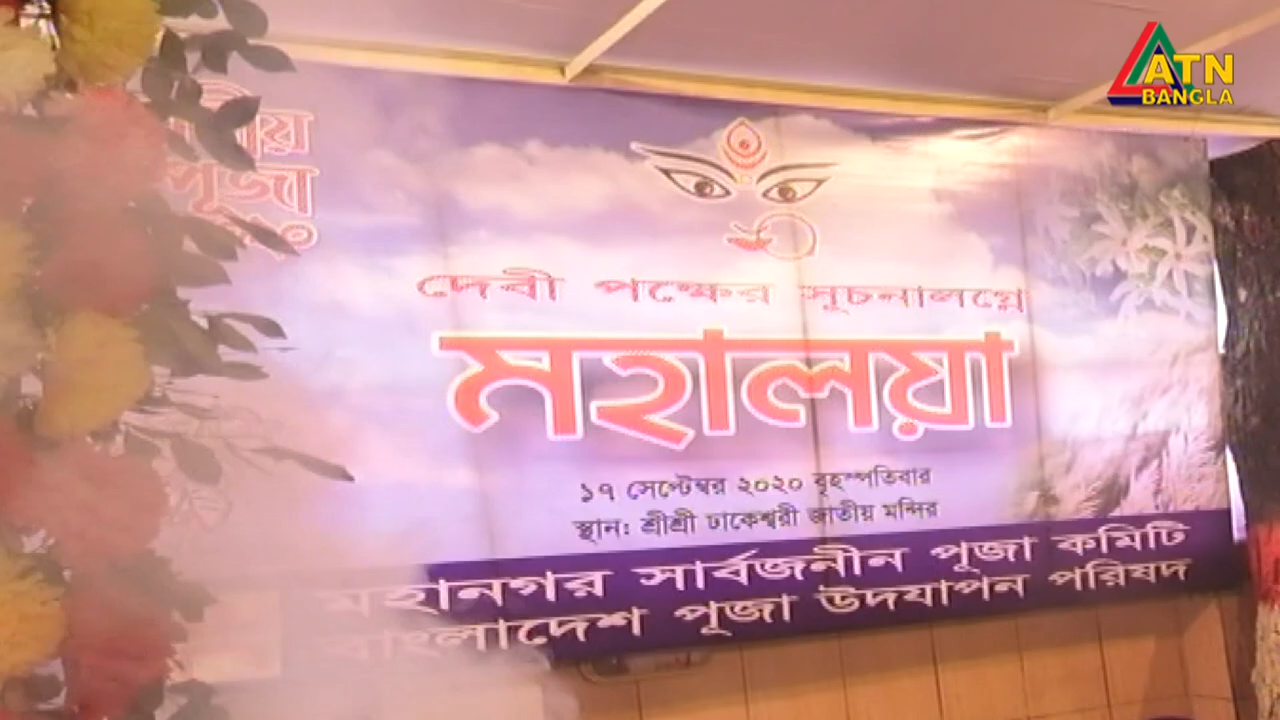 ATN
BANGLA
পূজা
দেবী পক্ষের সূচনালগ্নে
মহালয়া
১৭ সেপ্টেম্বর ২০২০ বৃহস্পতিবার
স্থান: শ্রীশ্রী ঢাকেশ্বরী জাতীয় মন্দির
মহানগর সার্বজনীন পূজা কমিটি
বাংলাদেশ পূজা উদযাপন পরিষদ